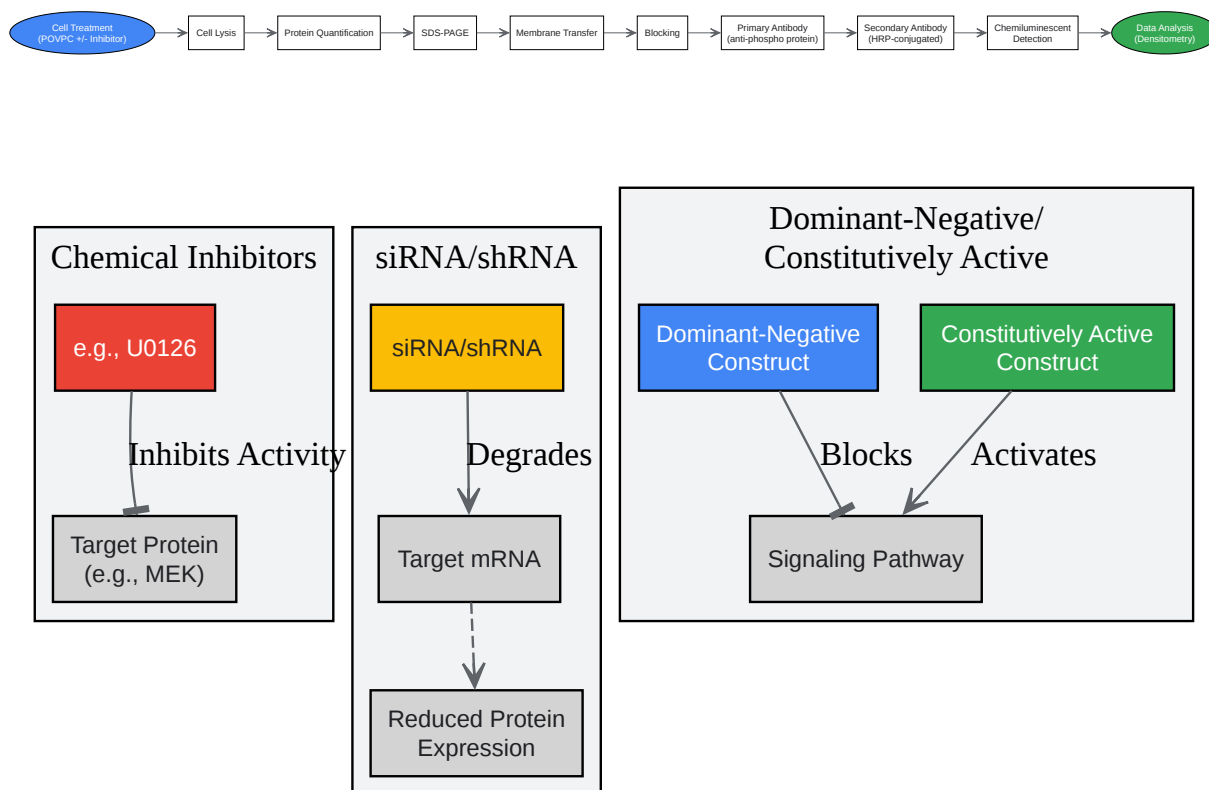 Cell Treatment
(POVPC +/- Inhibitor)
Cell Lysis
Protein Quantification
SDS-PAGE
Membrane Transfer
Blocking
Primary Antibody
(anti-phospho protein)
Secondary Antibody
(HRP-conjugated)
Chemiluminescent
Detection
Data Analysis
(Densitometry)
Chemical Inhibitors
e.g., U0126
Inhibits Activity
Target Protein
(e.g., MEK)
siRNA/shRNA
siRNA/shRNA
Degrades
Target mRNA
Reduced Protein
Expression
Dominant-Negative/
Constitutively Active
Dominant-Negative
Construct
Constitutively Active
Construct
Blocks
Activates
Signaling Pathway